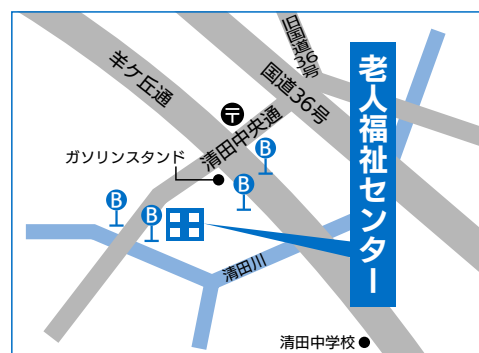 羊ケ丘通
旧国道36号
国道36号
老人福祉センター
〒
清田中央通
ガソリンスタンド
B
B
B
B
清田川
清田中学校